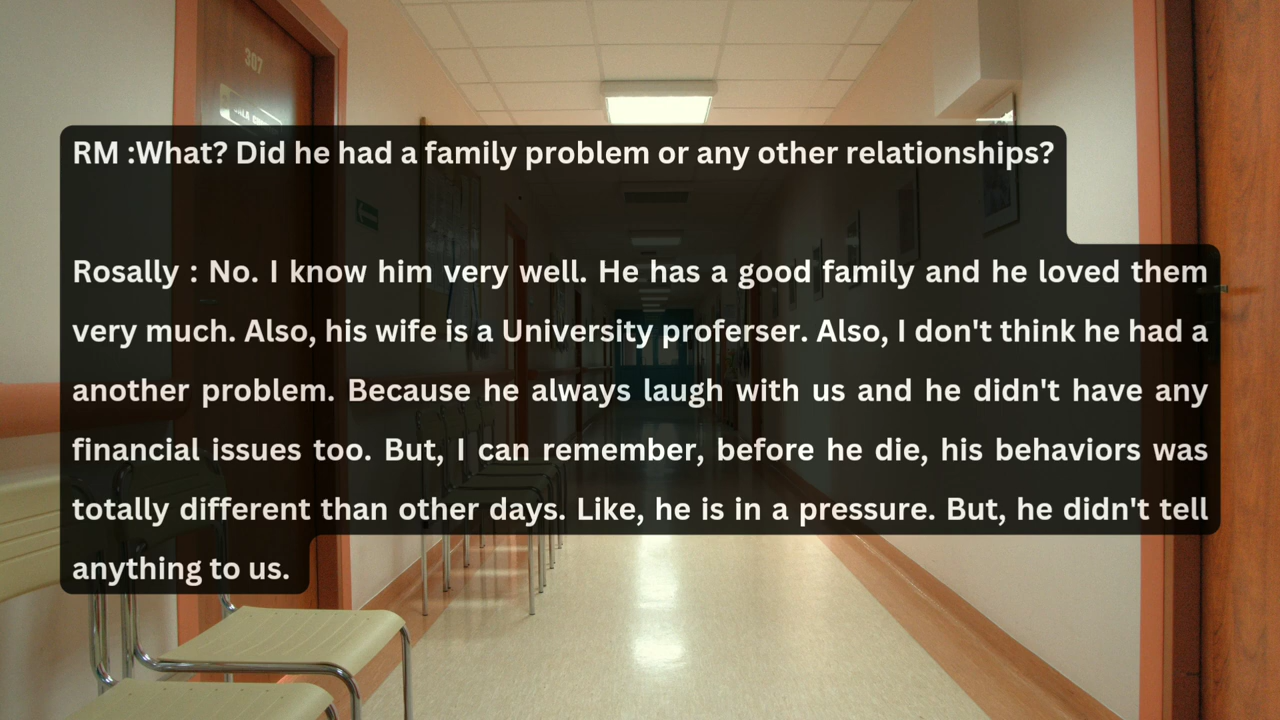 307
RM :What? Did he had a family problem or any other relationships?
Rosally : No. I know him very well. He has a good family and he loved them
very much. Also, his wife is a University proferser. Also, I don't think he had a
another problem. Because he always laugh with us and he didn't have any
financial issues too. But, I can remember, before he die, his behaviors was
totally different than other days. Like, he is in a pressure. But, he didn't tell
anything to us.